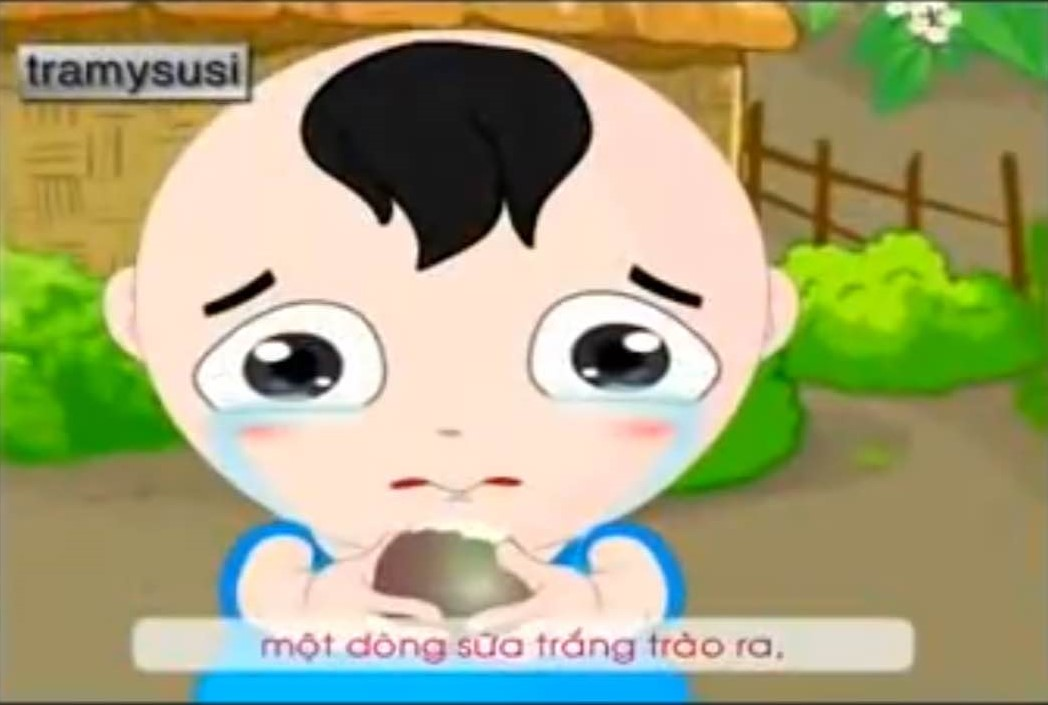 tramysusi
một dòng sữa trắng trào ra,